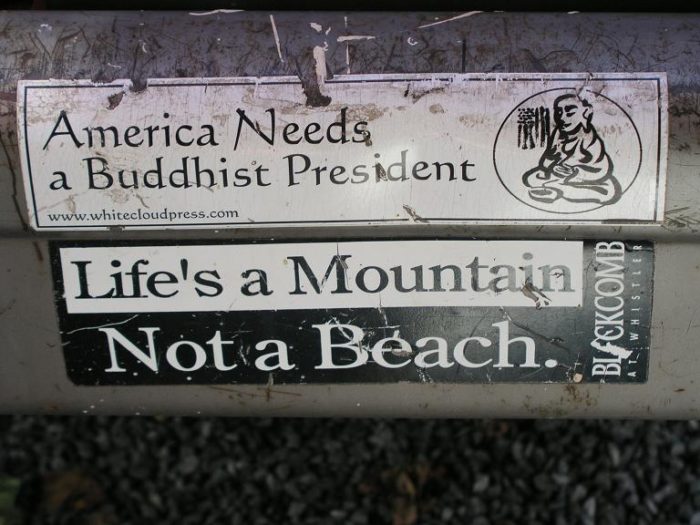 America Needs
a Buddhist President
www.whitecloudpress.com
Life's a Mountain
Not a Beach.
BLACKCOMB
AT WHISTLER